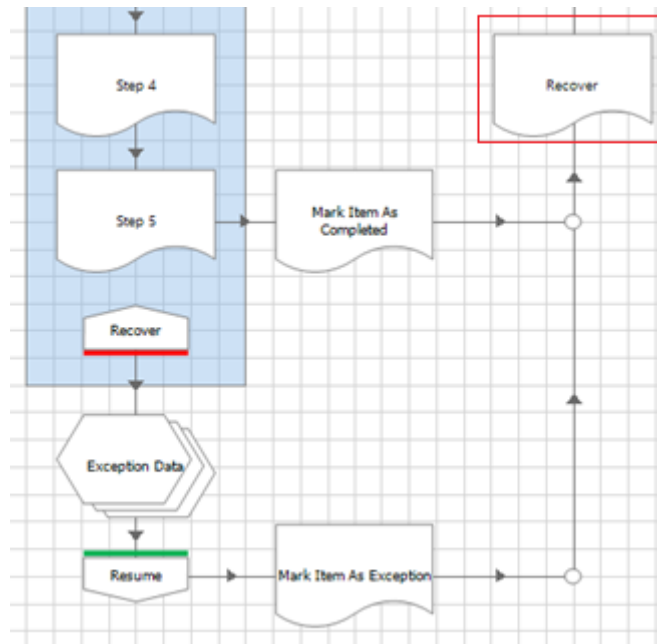 Step 4
Recover
Step 5
Mark Item As
Completed
Recover
Exception Data
Resume
Mark Item As Exception